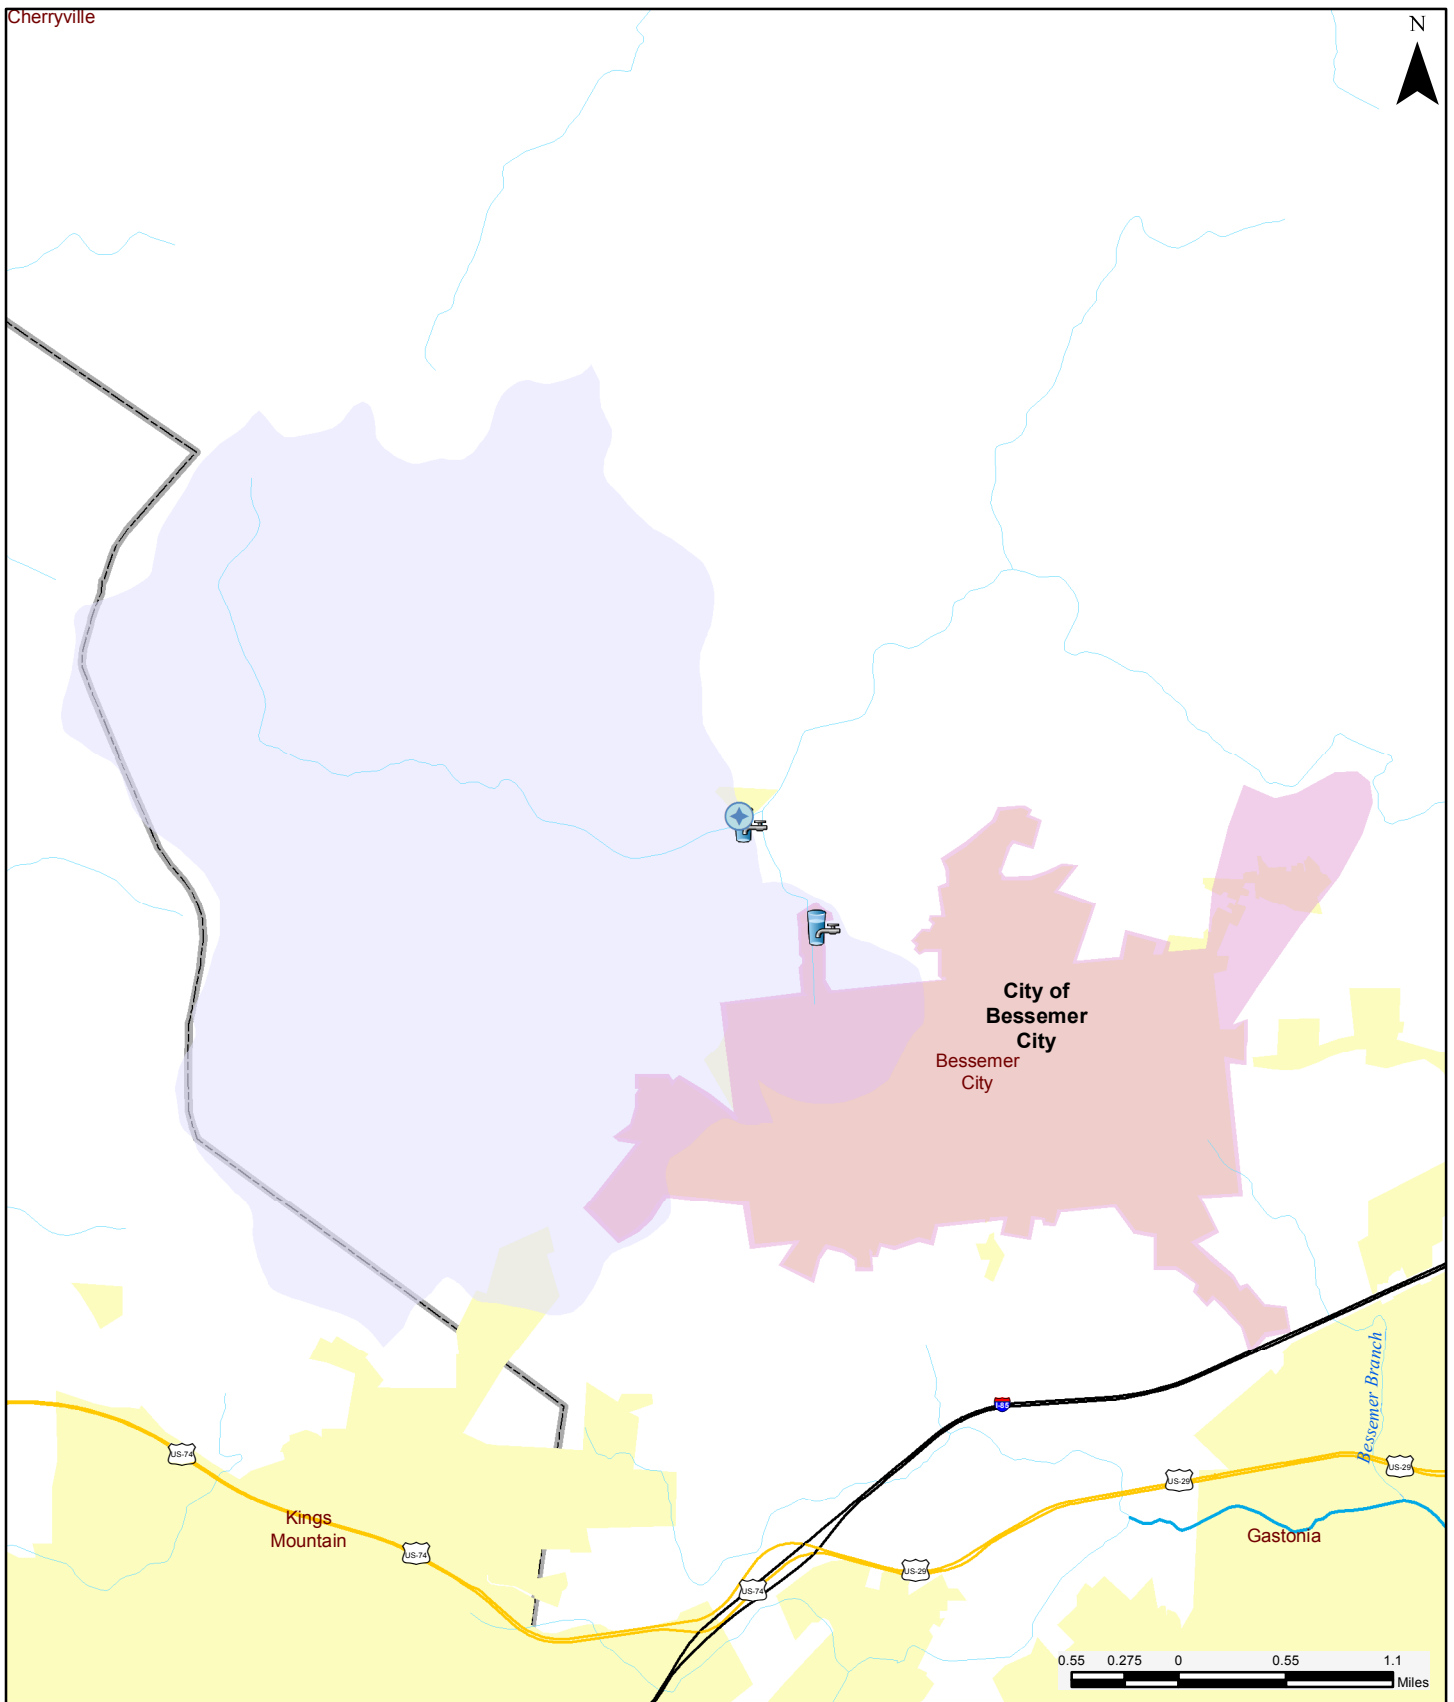 Cherryville
N
City of
Bessemer
City
Bessemer
City
Bessemer Branch
I-85
US-74
US-29
US-29
Kings
Mountain
Gastonia
US-74
US-29
US-74
0.55 0.275 0 0.55 1.1
Miles